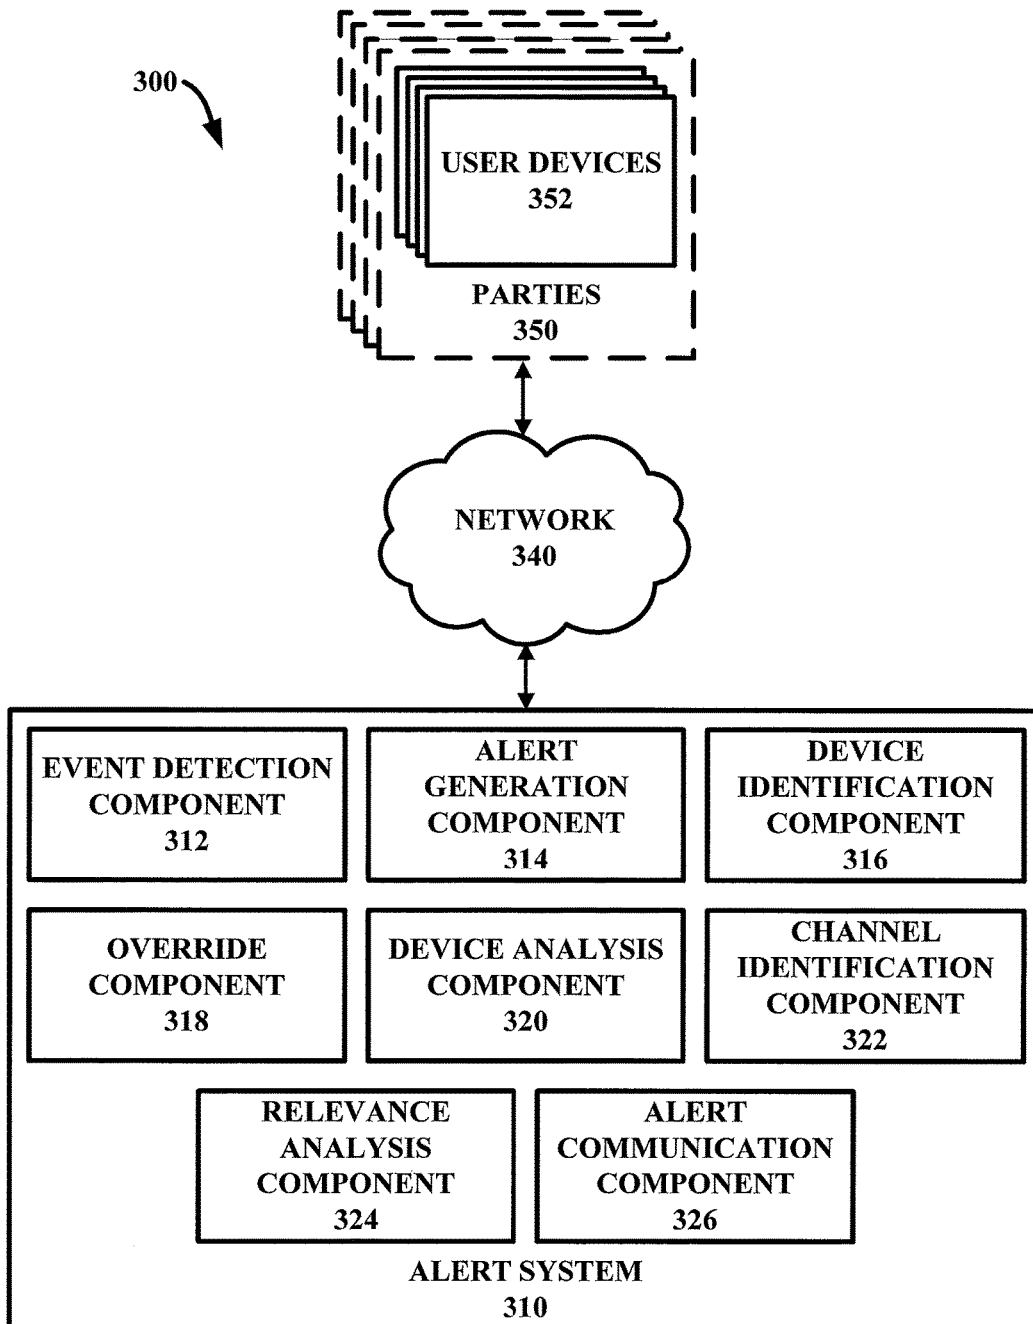 300
USER DEVICES
352
PARTIES
350
NETWORK
340
EVENT DETECTION
COMPONENT
312
ALERT
GENERATION
COMPONENT
314
DEVICE
IDENTIFICATION
COMPONENT
316
OVERRIDE
COMPONENT
318
DEVICE ANALYSIS
COMPONENT
320
CHANNEL
IDENTIFICATION
COMPONENT
322
RELEVANCE
ANALYSIS
COMPONENT
324
ALERT
COMMUNICATION
COMPONENT
326
ALERT SYSTEM
310